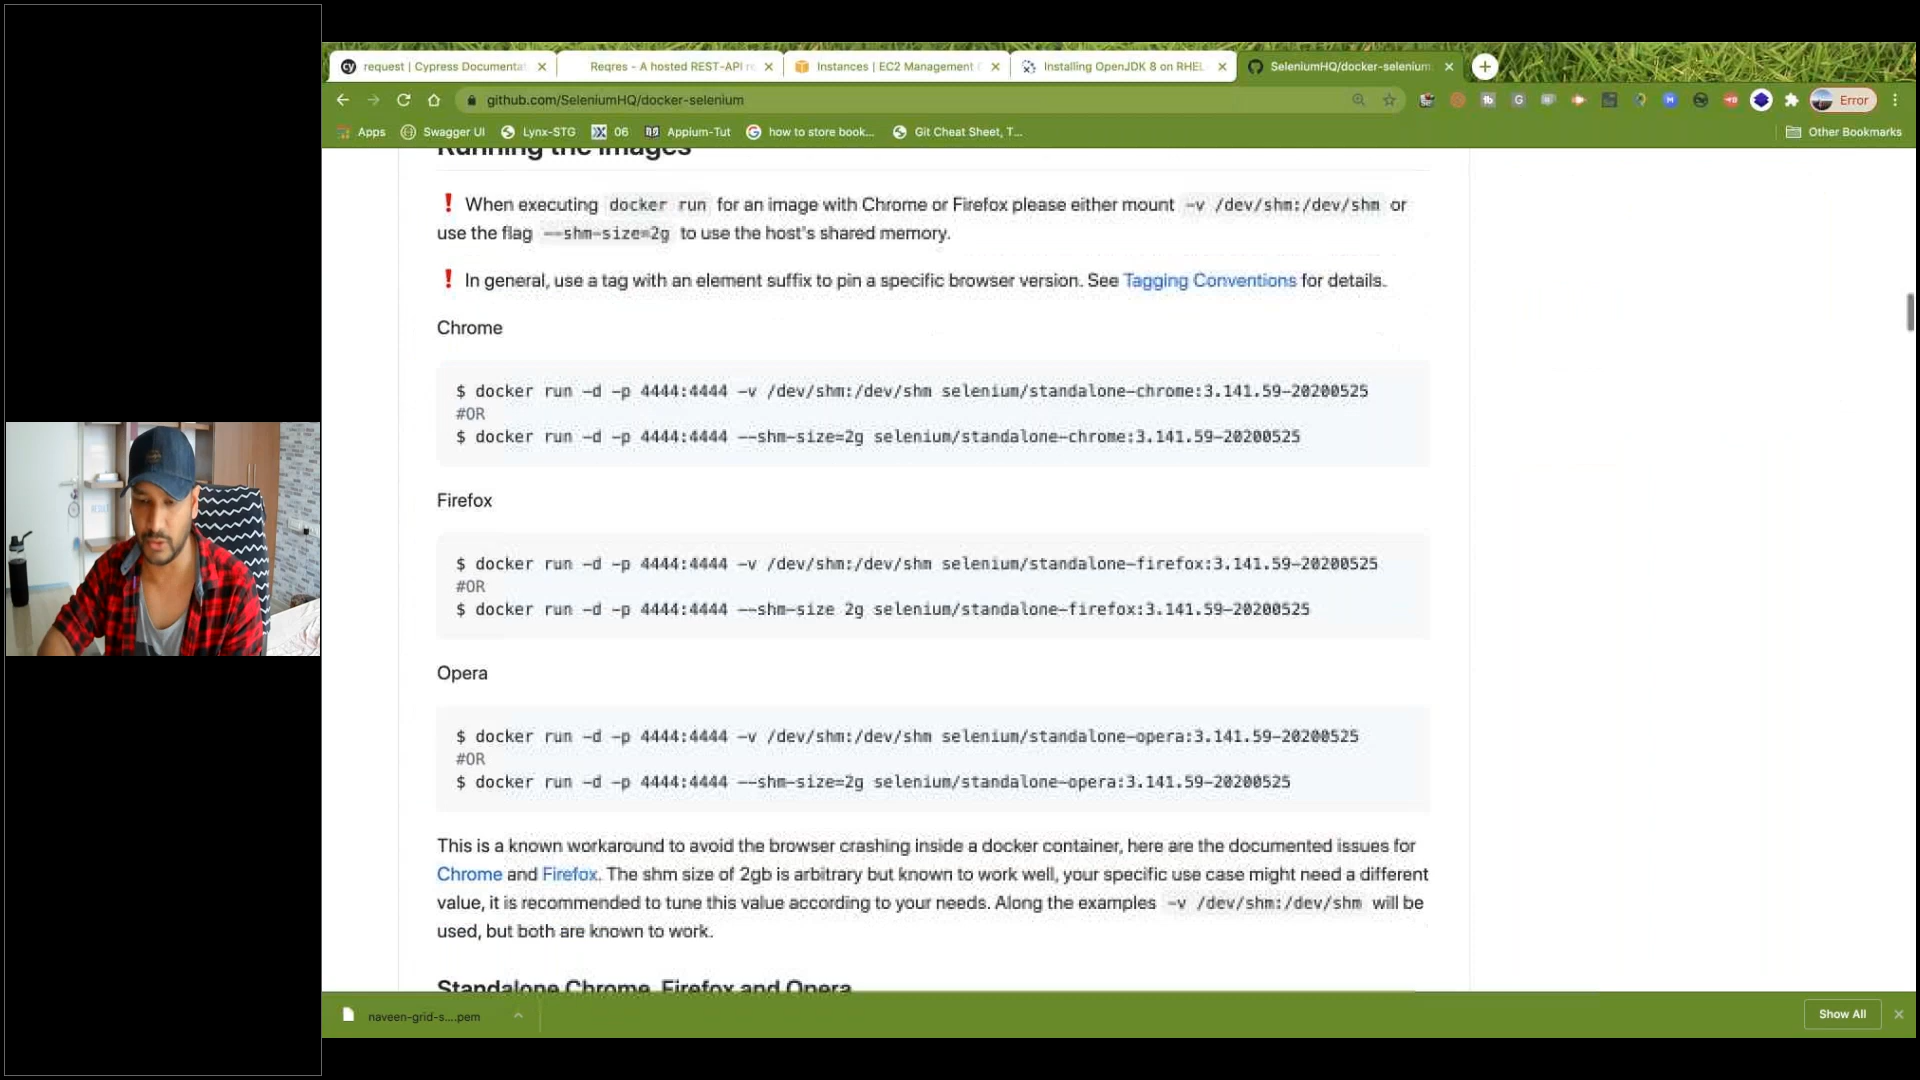 request | Cypress Documenta
Reqres - A hosted REST-API r
Instances | EC2 Management
Installing OpenJDK 8 on RHEL
SeleniumHQ/docker-selenium
github.com/SeleniumHQ/docker-selenium
Error
Apps
Swagger UI
Lynx-STG
06
Appium-Tut
how to store book...
Git Cheat Sheet, T...
Other Bookmarks
Running the images
❗ When executing docker run for an image with Chrome or Firefox please either mount -v /dev/shm:/dev/shm or
use the flag --shm-size=2g to use the host's shared memory.
❗ In general, use a tag with an element suffix to pin a specific browser version. See Tagging Conventions for details.
Chrome
$ docker run -d -p 4444:4444 -v /dev/shm:/dev/shm selenium/standalone-chrome:3.141.59-20200525
#OR
$ docker run -d -p 4444:4444 --shm-size=2g selenium/standalone-chrome:3.141.59-20200525
Firefox
$ docker run -d -p 4444:4444 -v /dev/shm:/dev/shm selenium/standalone-firefox:3.141.59-20200525
#OR
$ docker run -d -p 4444:4444 --shm-size 2g selenium/standalone-firefox:3.141.59-20200525
Opera
$ docker run -d -p 4444:4444 -v /dev/shm:/dev/shm selenium/standalone-opera:3.141.59-20200525
#OR
$ docker run -d -p 4444:4444 --shm-size=2g selenium/standalone-opera:3.141.59-20200525
This is a known workaround to avoid the browser crashing inside a docker container, here are the documented issues for
Chrome and Firefox. The shm size of 2gb is arbitrary but known to work well, your specific use case might need a different
value, it is recommended to tune this value according to your needs. Along the examples -v /dev/shm:/dev/shm will be
used, but both are known to work.
Standalone Chrome, Firefox and Opera
naveen-grid-s....pem
Show All